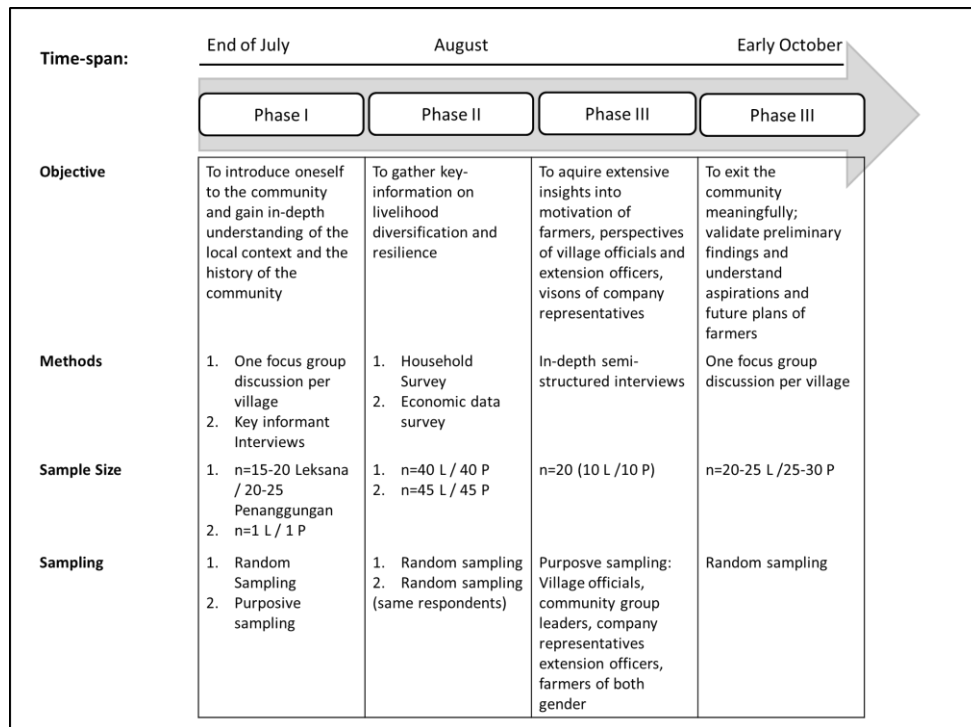 Time-span:
End of July
August
Early October
Phase I
Phase II
Phase III
Phase III
Objective
To introduce oneself
to the community
and gain in-depth
understanding of the
local context and the
history of the
community
To gather key-
information on
livelihood
diversification and
resilience
To aquire extensive
insights into
motivation of
farmers, perspectives
of village officials and
extension officers,
visons of company
representatives
To exit the
community
meaningfully;
validate preliminary
findings and
understand
aspirations and
future plans of
farmers
Methods
1. One focus group
discussion per
village
2. Key informant
Interviews
1. Household
Survey
2. Economic data
survey
In-depth semi-
structured interviews
One focus group
discussion per village
Sample Size
1. n=15-20 Leksana
/ 20-25
Penanggungan
2. n=1 L / 1 P
1. n=40 L / 40 P
2. n=45 L / 45 P
n=20 (10 L /10 P)
n=20-25 L /25-30 P
Sampling
1. Random
Sampling
2. Purposive
sampling
1. Random sampling
2. Random sampling
(same respondents)
Purposve sampling:
Village officials,
community group
leaders, company
representatives
extension officers,
farmers of both
gender
Random sampling